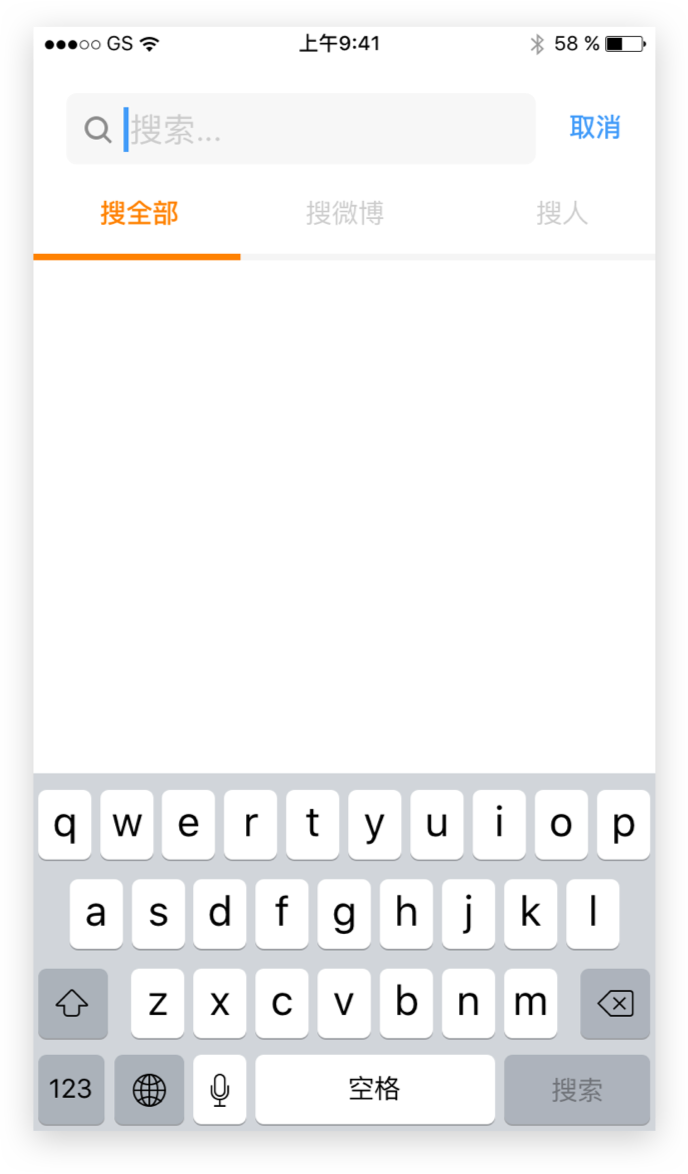 GS 上午9:41 58 %
搜索... 取消
搜全部 搜微博 搜人
q w e r t y u i o p
a s d f g h j k l
z x c v b n m
123 空格 搜索